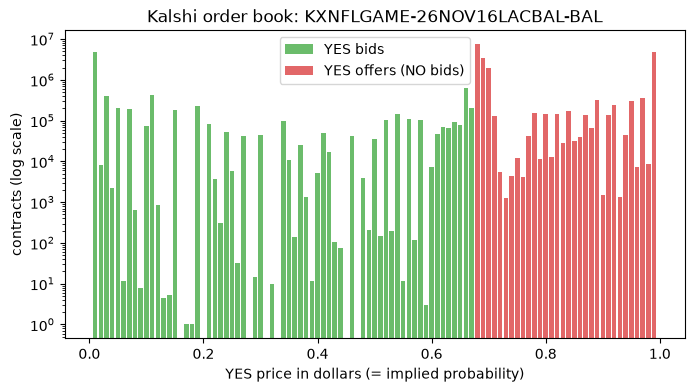 Kalshi order book: KXNFLGAME-26NOV16LACBAL-BAL
YES bids
YES offers (NO bids)
contracts (log scale)
10⁷
10⁶
10⁵
10⁴
10³
10²
10¹
10⁰
0.0 0.2 0.4 0.6 0.8 1.0
YES price in dollars (= implied probability)